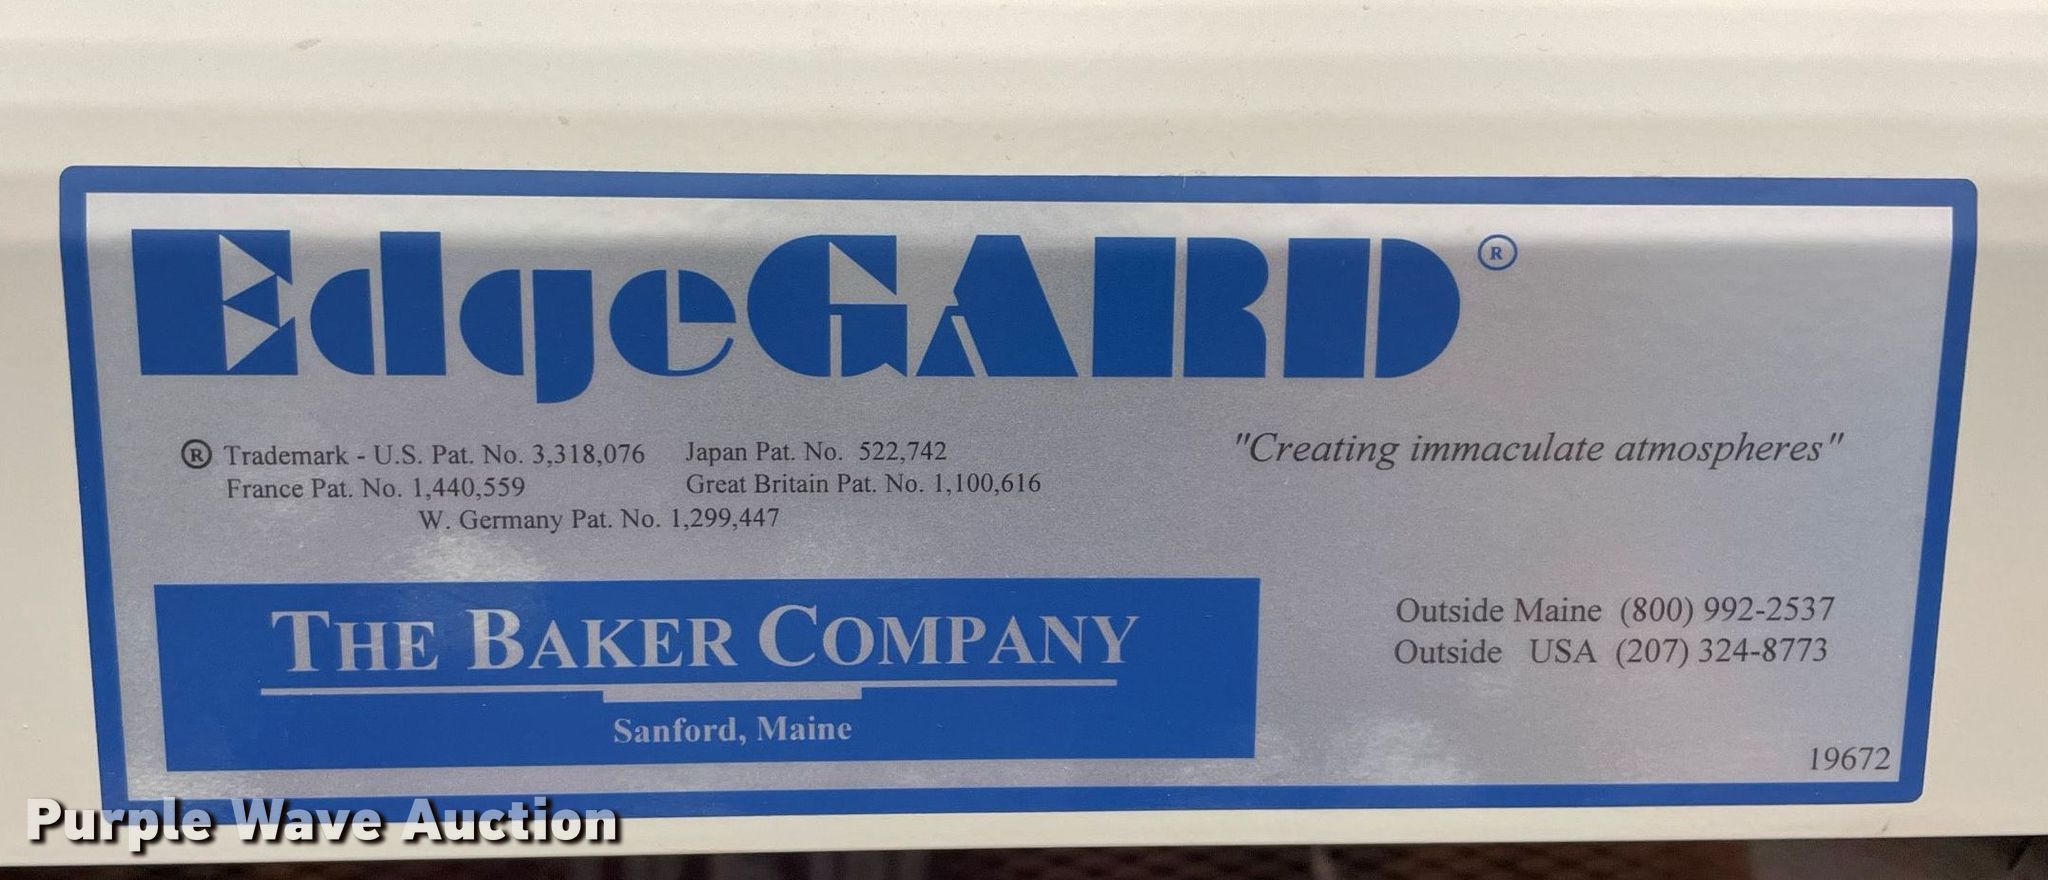 EdgeGARD®
® Trademark - U.S. Pat. No. 3,318,076 Japan Pat. No. 522,742
France Pat. No. 1,440,559 Great Britain Pat. No. 1,100,616
W. Germany Pat. No. 1,299,447
"Creating immaculate atmospheres"
THE BAKER COMPANY
Sanford, Maine
Outside Maine (800) 992-2537
Outside USA (207) 324-8773
19672
Purple Wave Auction